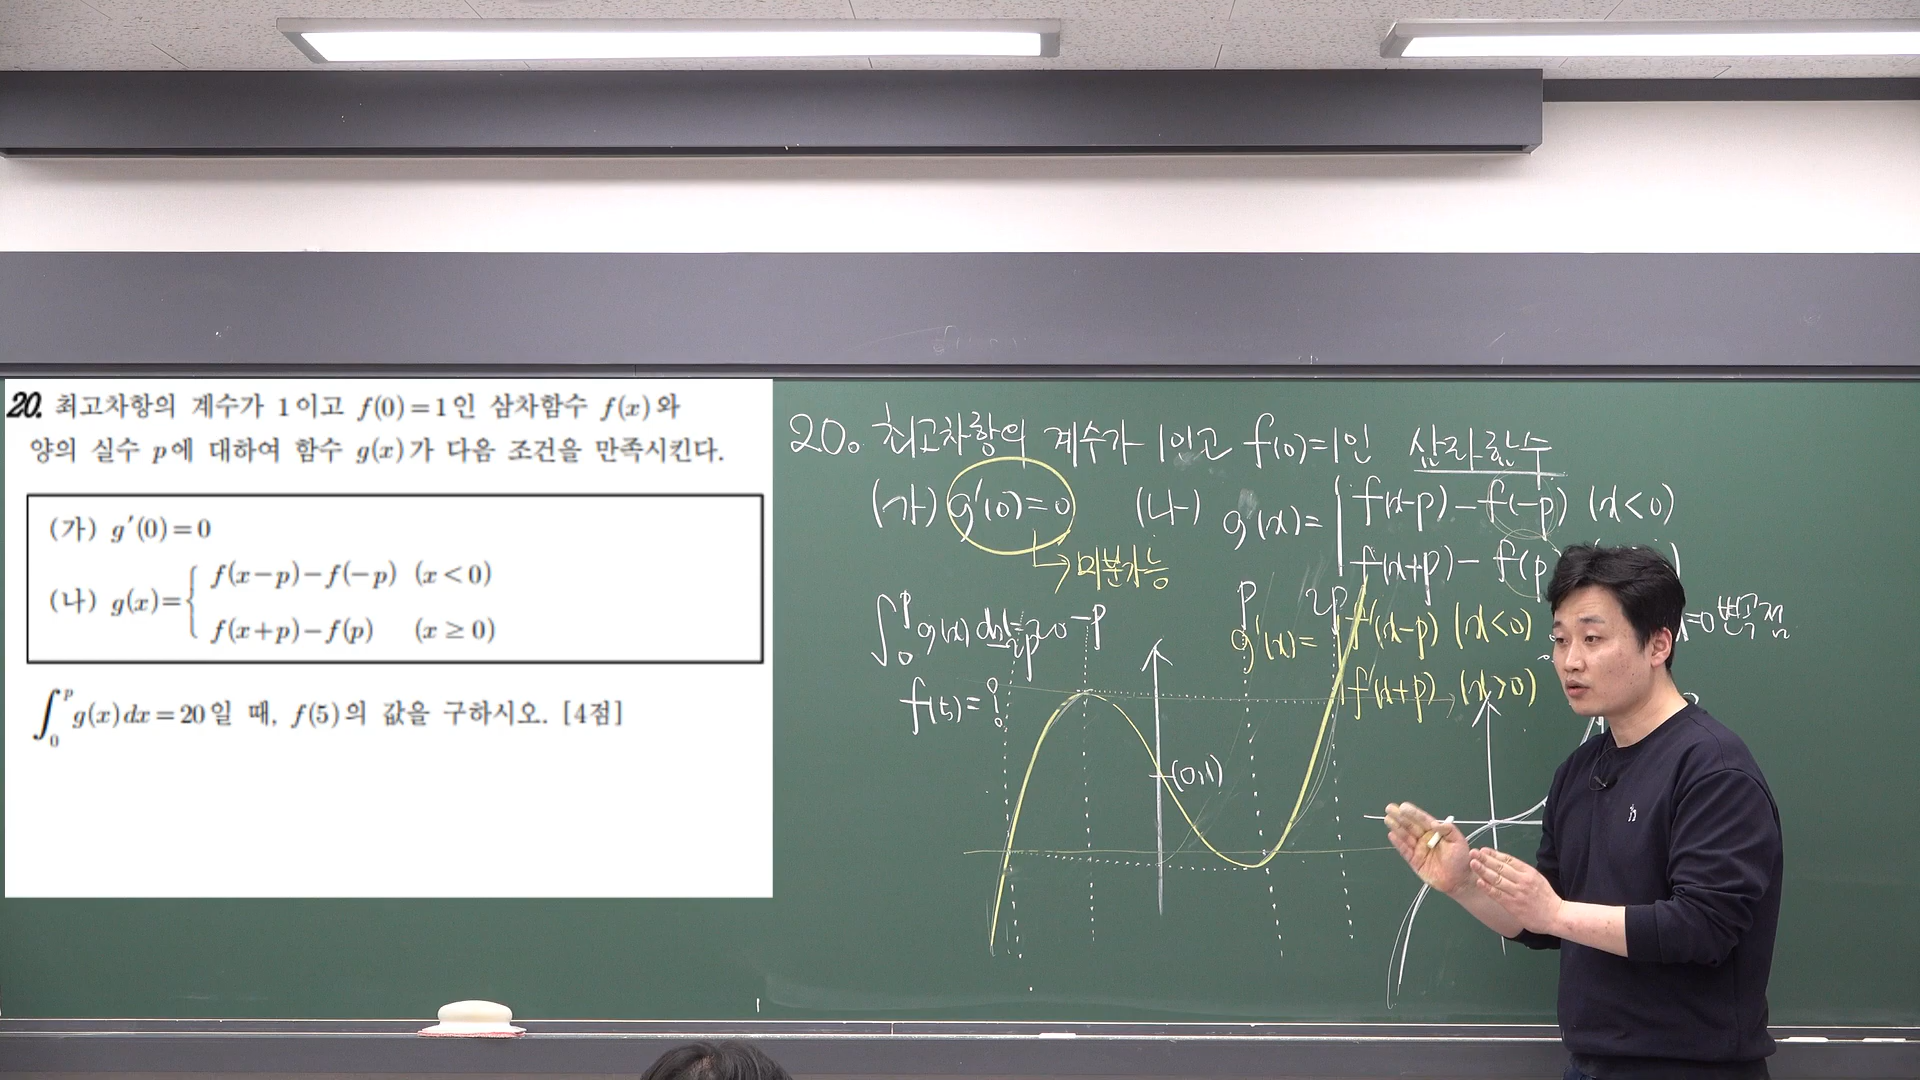 20. 최고차항의 계수가 1이고 f(0)=1인 삼차함수 f(x)와
양의 실수 p에 대하여 함수 g(x)가 다음 조건을 만족시킨다.
(가) g′(0)=0
(나) g(x)={ f(x-p)-f(-p) (x<0)
f(x+p)-f(p) (x≥0)
∫₀ᵖ g(x)dx=20일 때, f(5)의 값을 구하시오. [4점]
20. 최고차항의 계수가 1이고 f(0)=1인 삼차함수
(가) g′(0)=0 (나) g(x)= f(x-p)-f(-p) (x<0)
f(x+p)-f(p
→미분가능
∫₀ᵖ g(x)dx=20
-p p 2p
g′(x)= f′(x-p) (x<0)
=0 변곡점
f(5)=?
f′(x+p) (x>0)
(0,1)